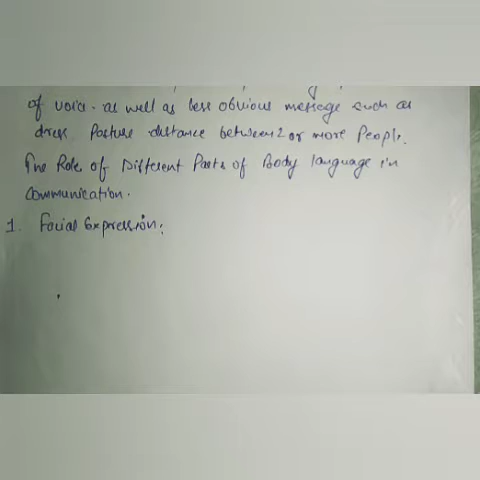 of voice. as well as less obvious message such as
dress Posture distance between 2 or more People.
The Role of Different Parts of Body language in
Communication.
1. Facial Expression: